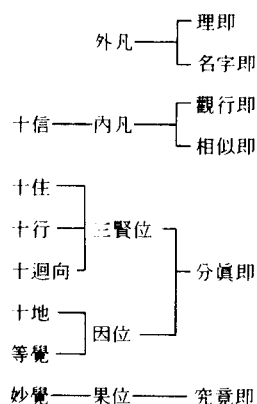 外凡 理即
名字即
十信 內凡 觀行即
相似即
十住
十行 三賢位
十迴向 分眞即
十地
因位
等覺
妙覺 果位 究竟即